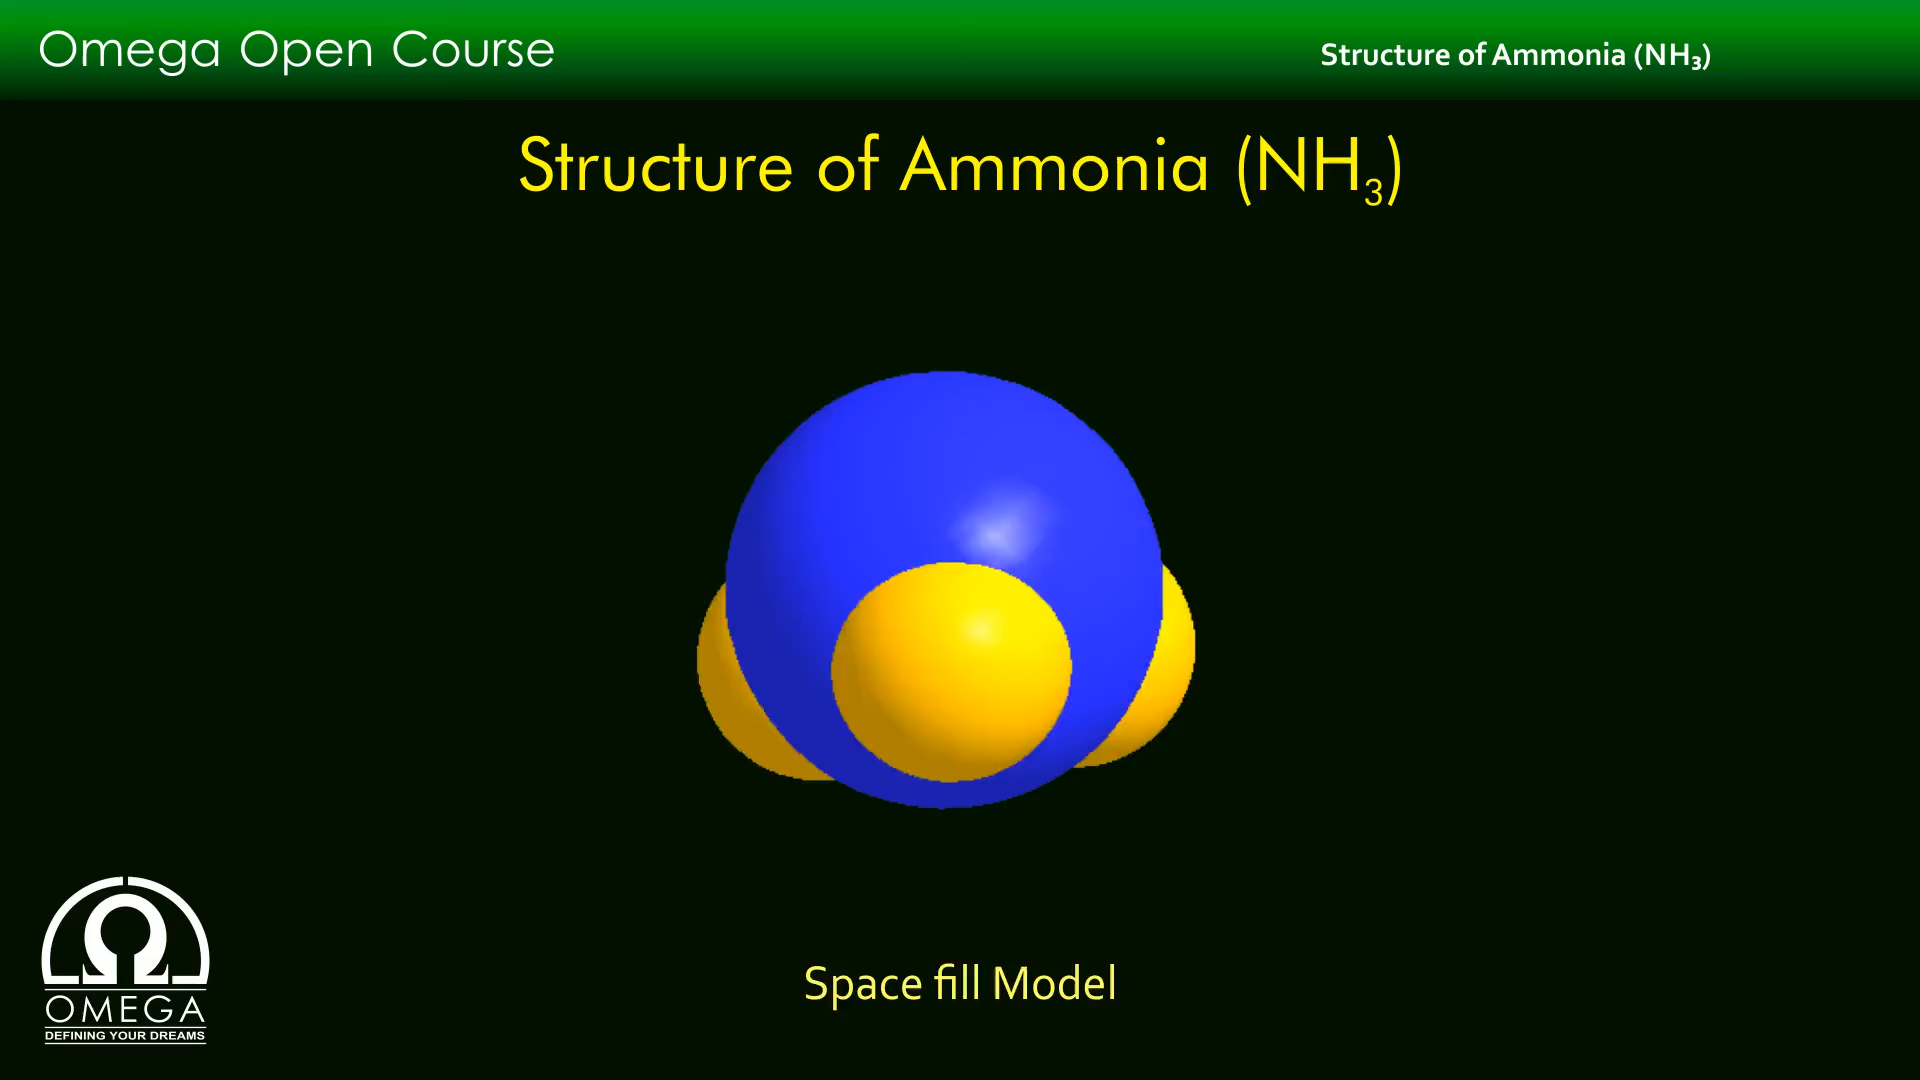 Omega Open Course
Structure of Ammonia (NH₃)
Structure of Ammonia (NH₃)
Space fill Model
OMEGA
DEFINING YOUR DREAMS